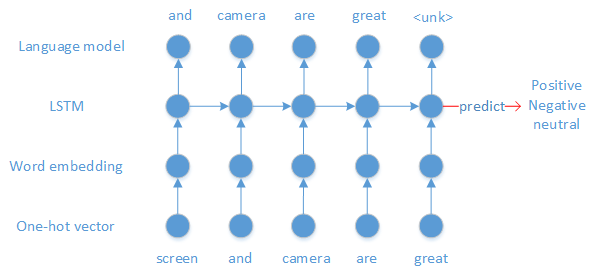 and camera are great <unk>
Language model
LSTM
predict
Positive
Negative
neutral
Word embedding
One-hot vector
screen and camera are great